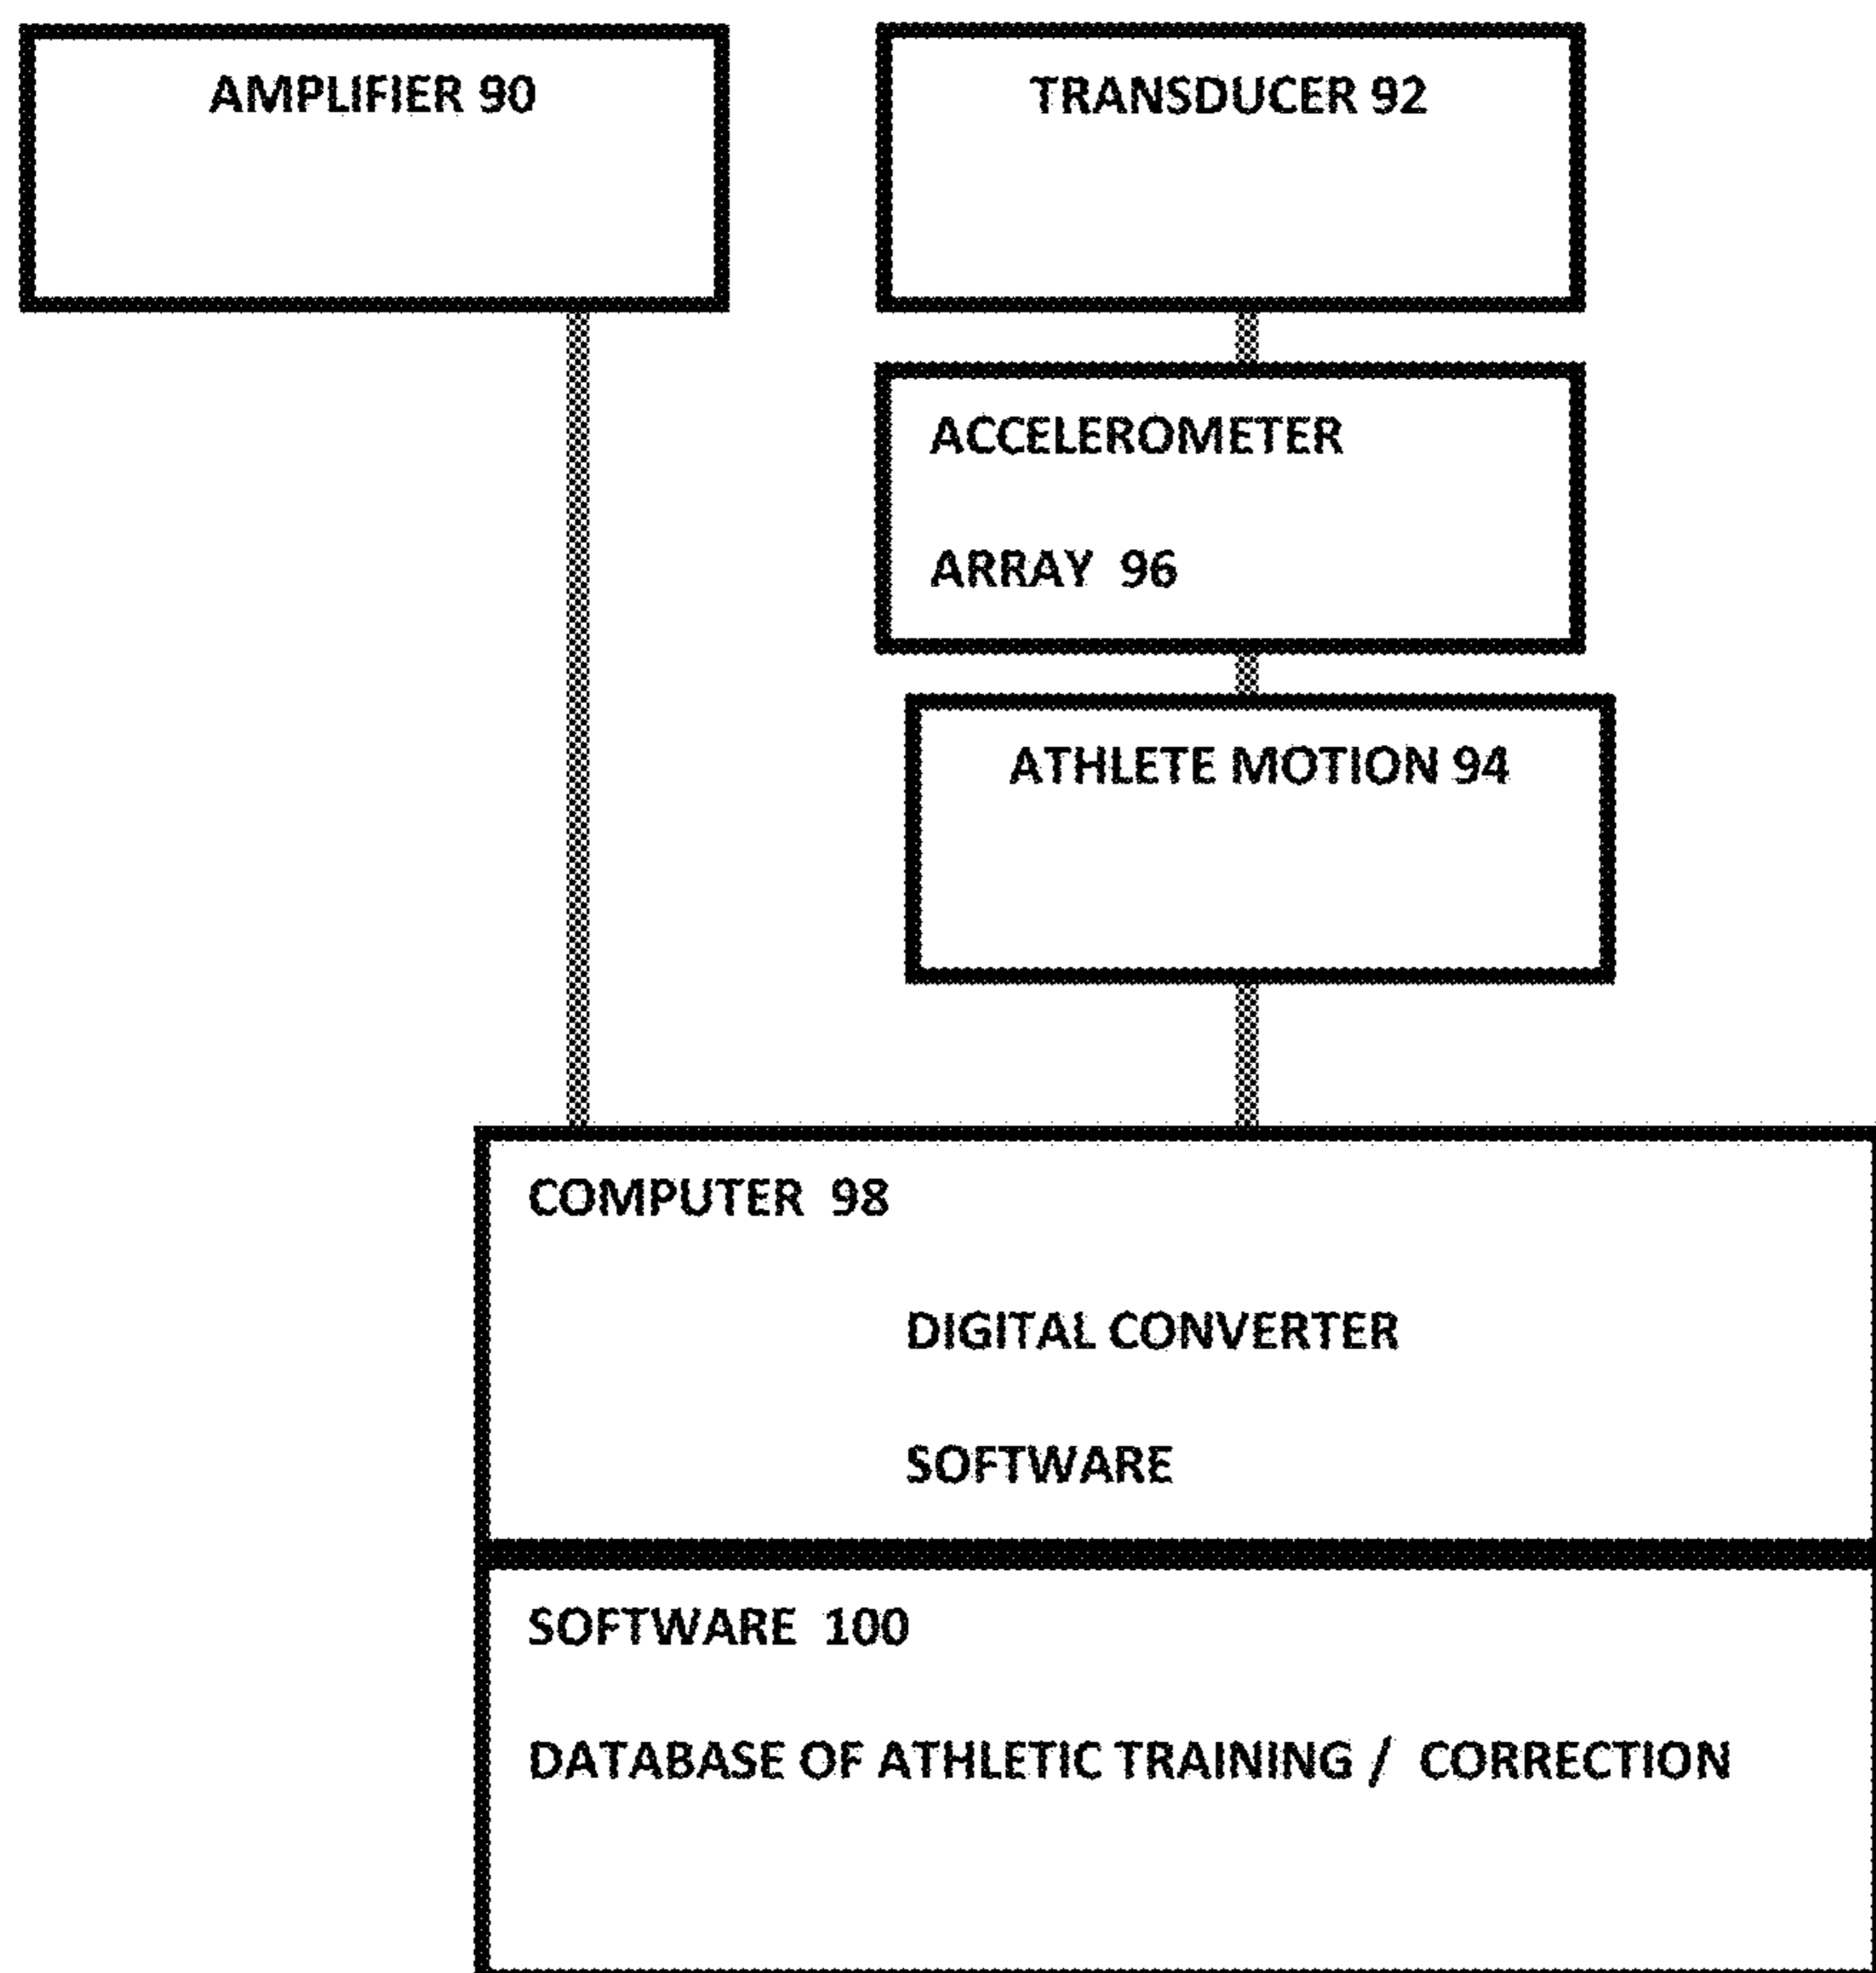 AMPLIFIER 90
TRANSDUCER 92
ACCELEROMETER
ARRAY 96
ATHLETE MOTION 94
COMPUTER 98
DIGITAL CONVERTER
SOFTWARE
SOFTWARE 100
DATABASE OF ATHLETIC TRAINING / CORRECTION